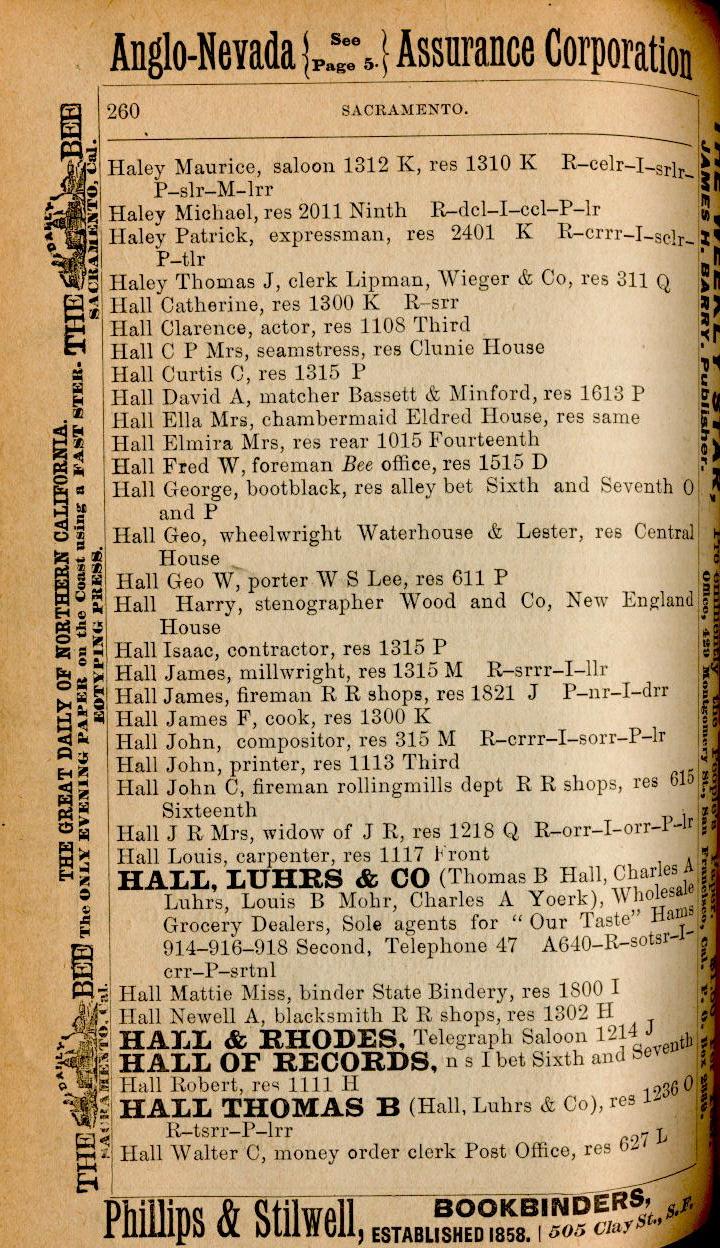 Anglo-Nevada { See Page 5. } Assurance Corporation
260 SACRAMENTO.
Haley Maurice, saloon 1312 K, res 1310 K R–celr–I–srlr–
P–slr–M–lrr
Haley Michael, res 2011 Ninth R–dcl–I–ccl–P–lr
Haley Patrick, expressman, res 2401 K R–crrr–I–sclr–
P–tlr
Haley Thomas J, clerk Lipman, Wieger & Co, res 311 Q
Hall Catherine, res 1300 K R–srr
Hall Clarence, actor, res 1108 Third
Hall C P Mrs, seamstress, res Clunie House
Hall Curtis C, res 1315 P
Hall David A, matcher Bassett & Minford, res 1613 P
Hall Ella Mrs, chambermaid Eldred House, res same
Hall Elmira Mrs, res rear 1015 Fourteenth
Hall Fred W, foreman Bee office, res 1515 D
Hall George, bootblack, res alley bet Sixth and Seventh O
and P
Hall Geo, wheelwright Waterhouse & Lester, res Central
House
Hall Geo W, porter W S Lee, res 611 P
Hall Harry, stenographer Wood and Co, New England
House
Hall Isaac, contractor, res 1315 P
Hall James, millwright, res 1315 M R–srrr–I–llr
Hall James, fireman R R shops, res 1821 J P–nr–I–drr
Hall James F, cook, res 1300 K
Hall John, compositor, res 315 M R–crrr–I–sorr–P–lr
Hall John, printer, res 1113 Third
Hall John C, fireman rollingmills dept R R shops, res 615
Sixteenth
Hall J R Mrs, widow of J R, res 1218 Q R–orr–I–orr–P–lr
Hall Louis, carpenter, res 1117 Front
HALL, LUHRS & CO (Thomas B Hall, Charles A
Luhrs, Louis B Mohr, Charles A Yoerk), Wholesale
Grocery Dealers, Sole agents for “ Our Taste” Hams
914–916–918 Second, Telephone 47 A640–R–sotsr–I–
crr–P–srtnl
Hall Mattie Miss, binder State Bindery, res 1800 I
Hall Newell A, blacksmith R R shops, res 1302 H
HALL & RHODES, Telegraph Saloon 1214 J
HALL OF RECORDS, n s I bet Sixth and Seventh
Hall Robert, res 1111 H
HALL THOMAS B (Hall, Luhrs & Co), res 1236 O
R–tsrr–P–lrr
Hall Walter C, money order clerk Post Office, res 627 L
Phillips & Stilwell, BOOKBINDERS,
ESTABLISHED 1858. | 505 Clay St., S.F.
THE DAILY BEE SACRAMENTO, Cal.
THE GREAT DAILY OF NORTHERN CALIFORNIA.
The ONLY EVENING PAPER on the Coast using a FAST STER-
EOTYPING PRESS.
THE DAILY BEE SACRAMENTO, Cal.
THE WEEKLY STAR,
JAMES H. BARRY, Publisher.
Office, 429 Montgomery St., San Francisco, Cal. P. O. Box